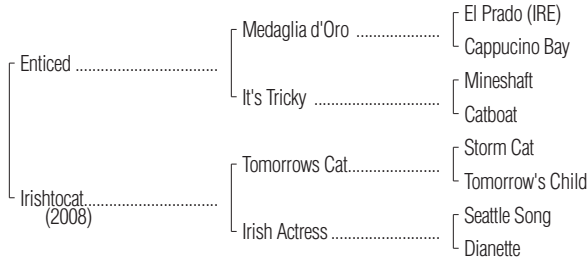 El Prado (IRE)
Medaglia d'Oro ..................
Cappucino Bay
Enticed ...............................
Mineshaft
It's Tricky ...........................
Catboat
Storm Cat
Tomorrows Cat....................
Tomorrow's Child
Irishtocat.............................
(2008)
Seattle Song
Irish Actress ........................
Dianette